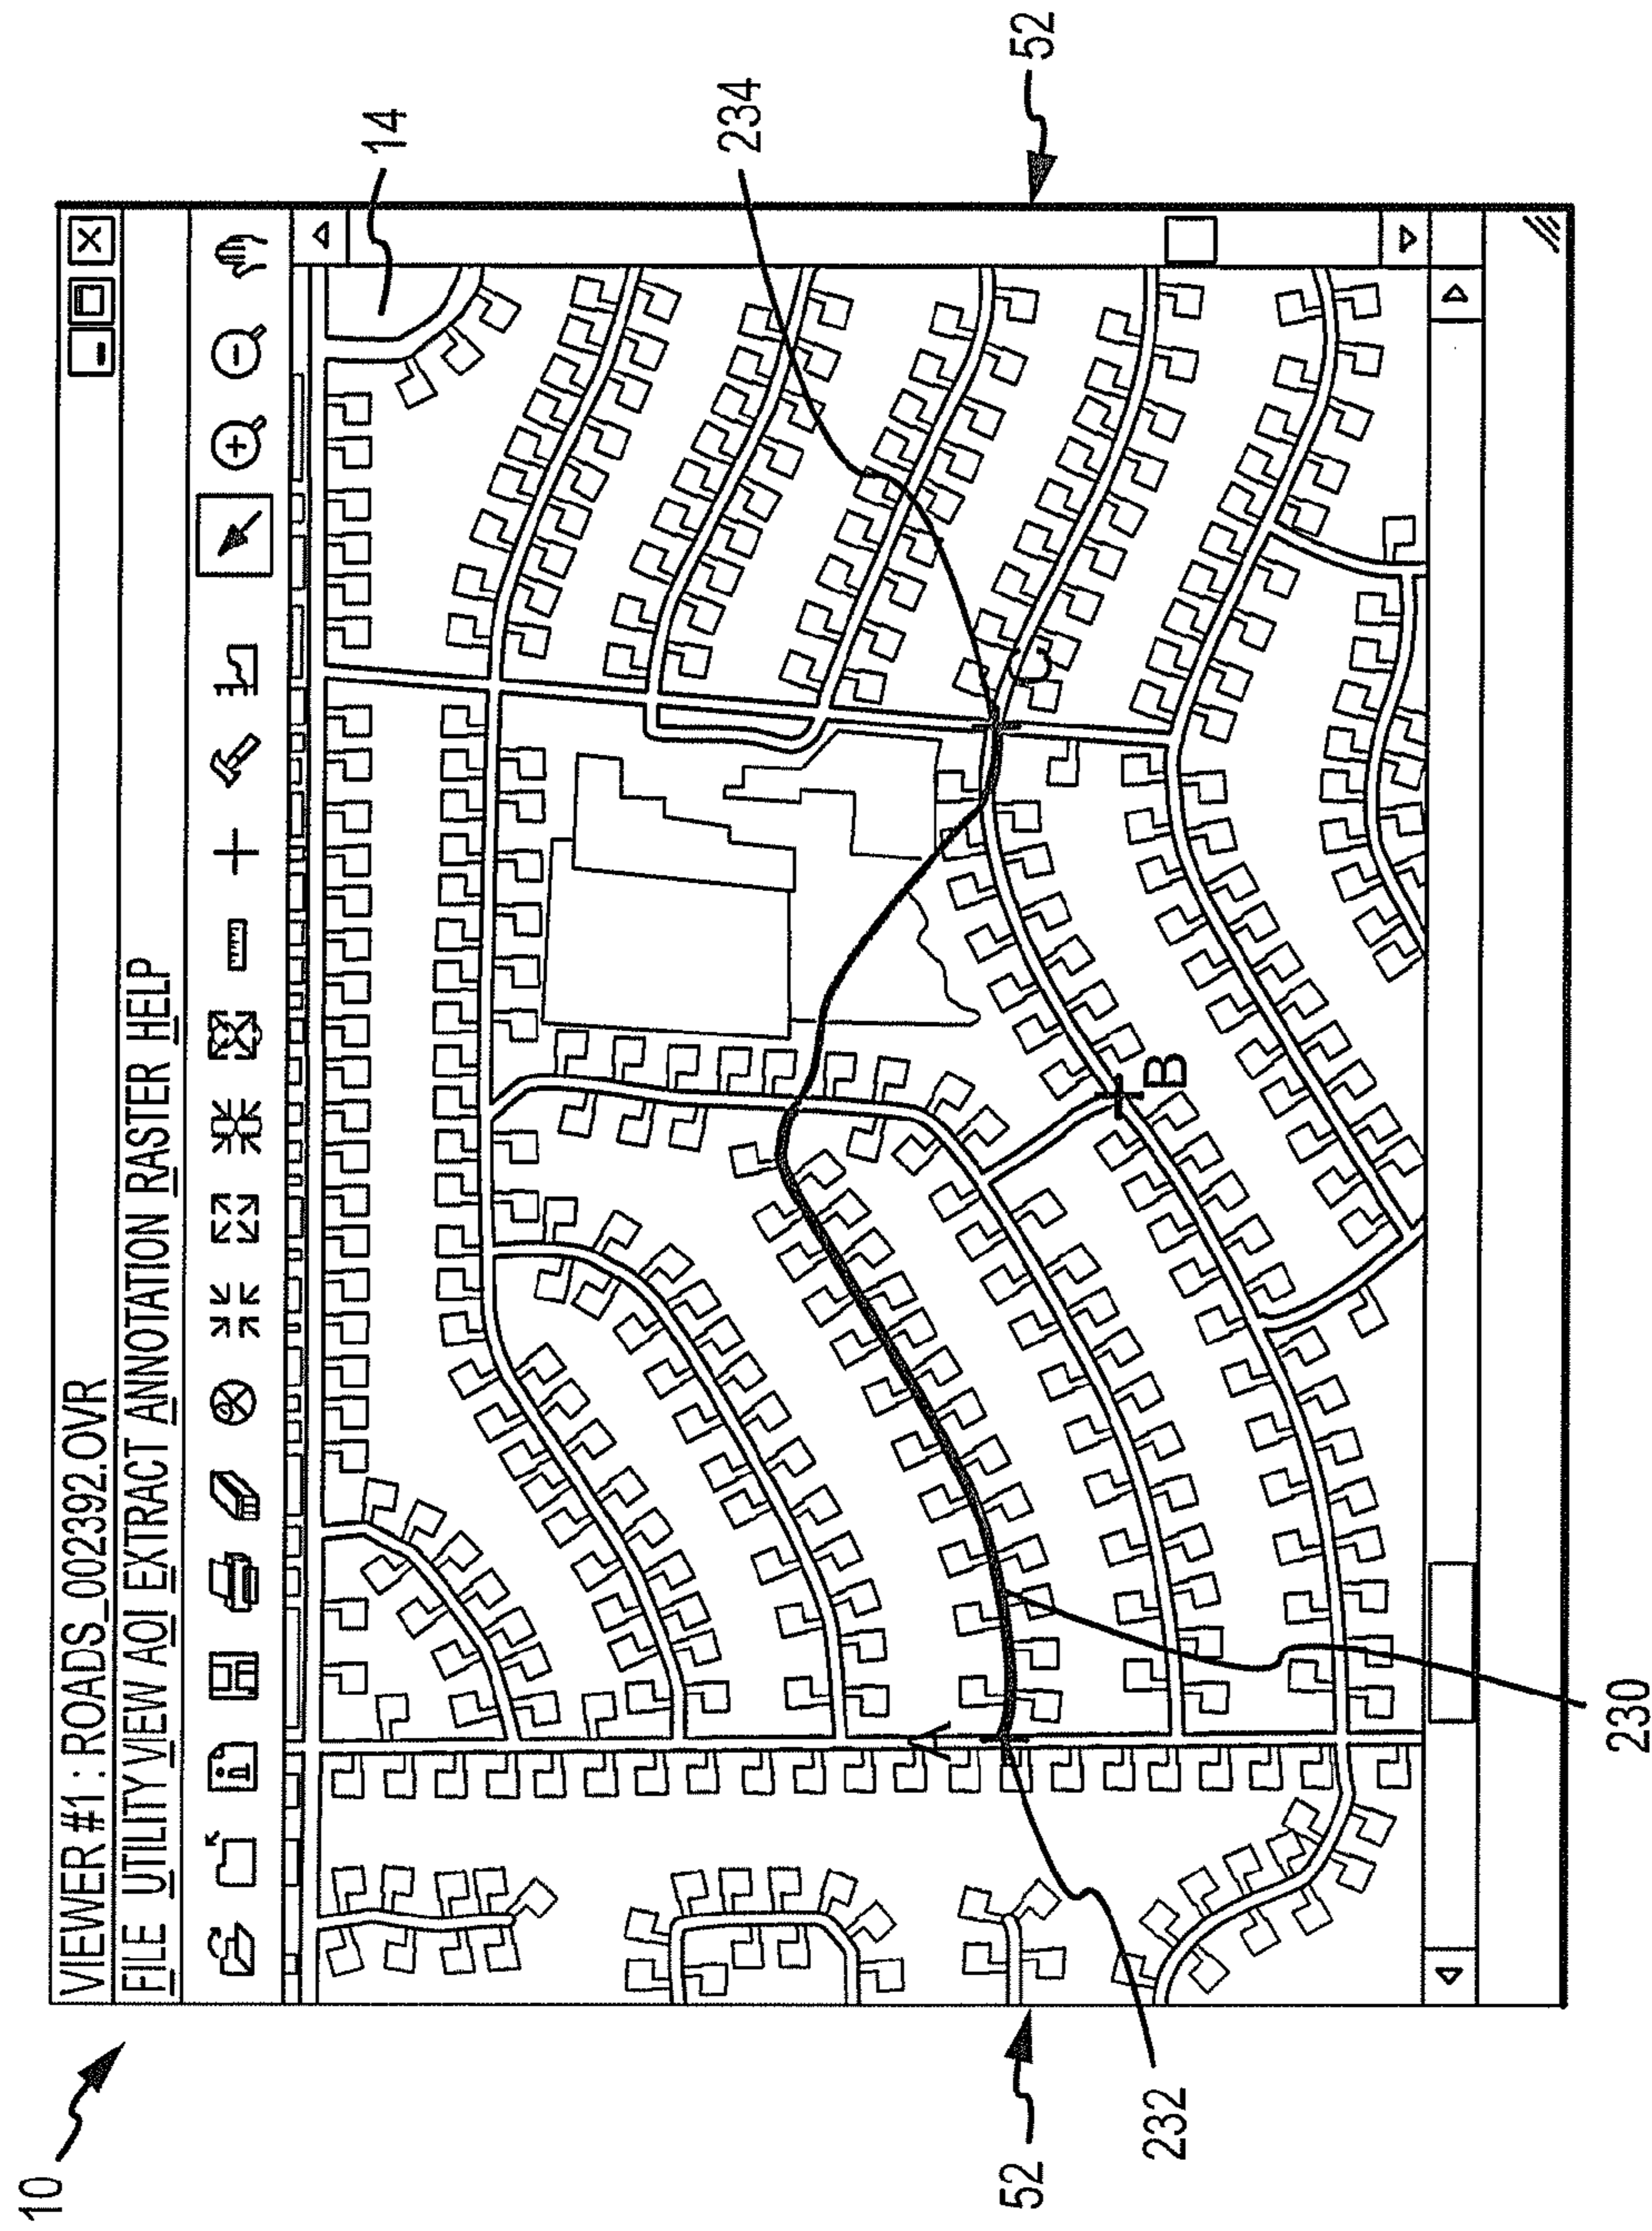 10
VIEWER #1 : ROADS_002392.OVR
FILE UTILITY VIEW AOI EXTRACT ANNOTATION RASTER HELP
14
234
A
B
C
52
52
232
230